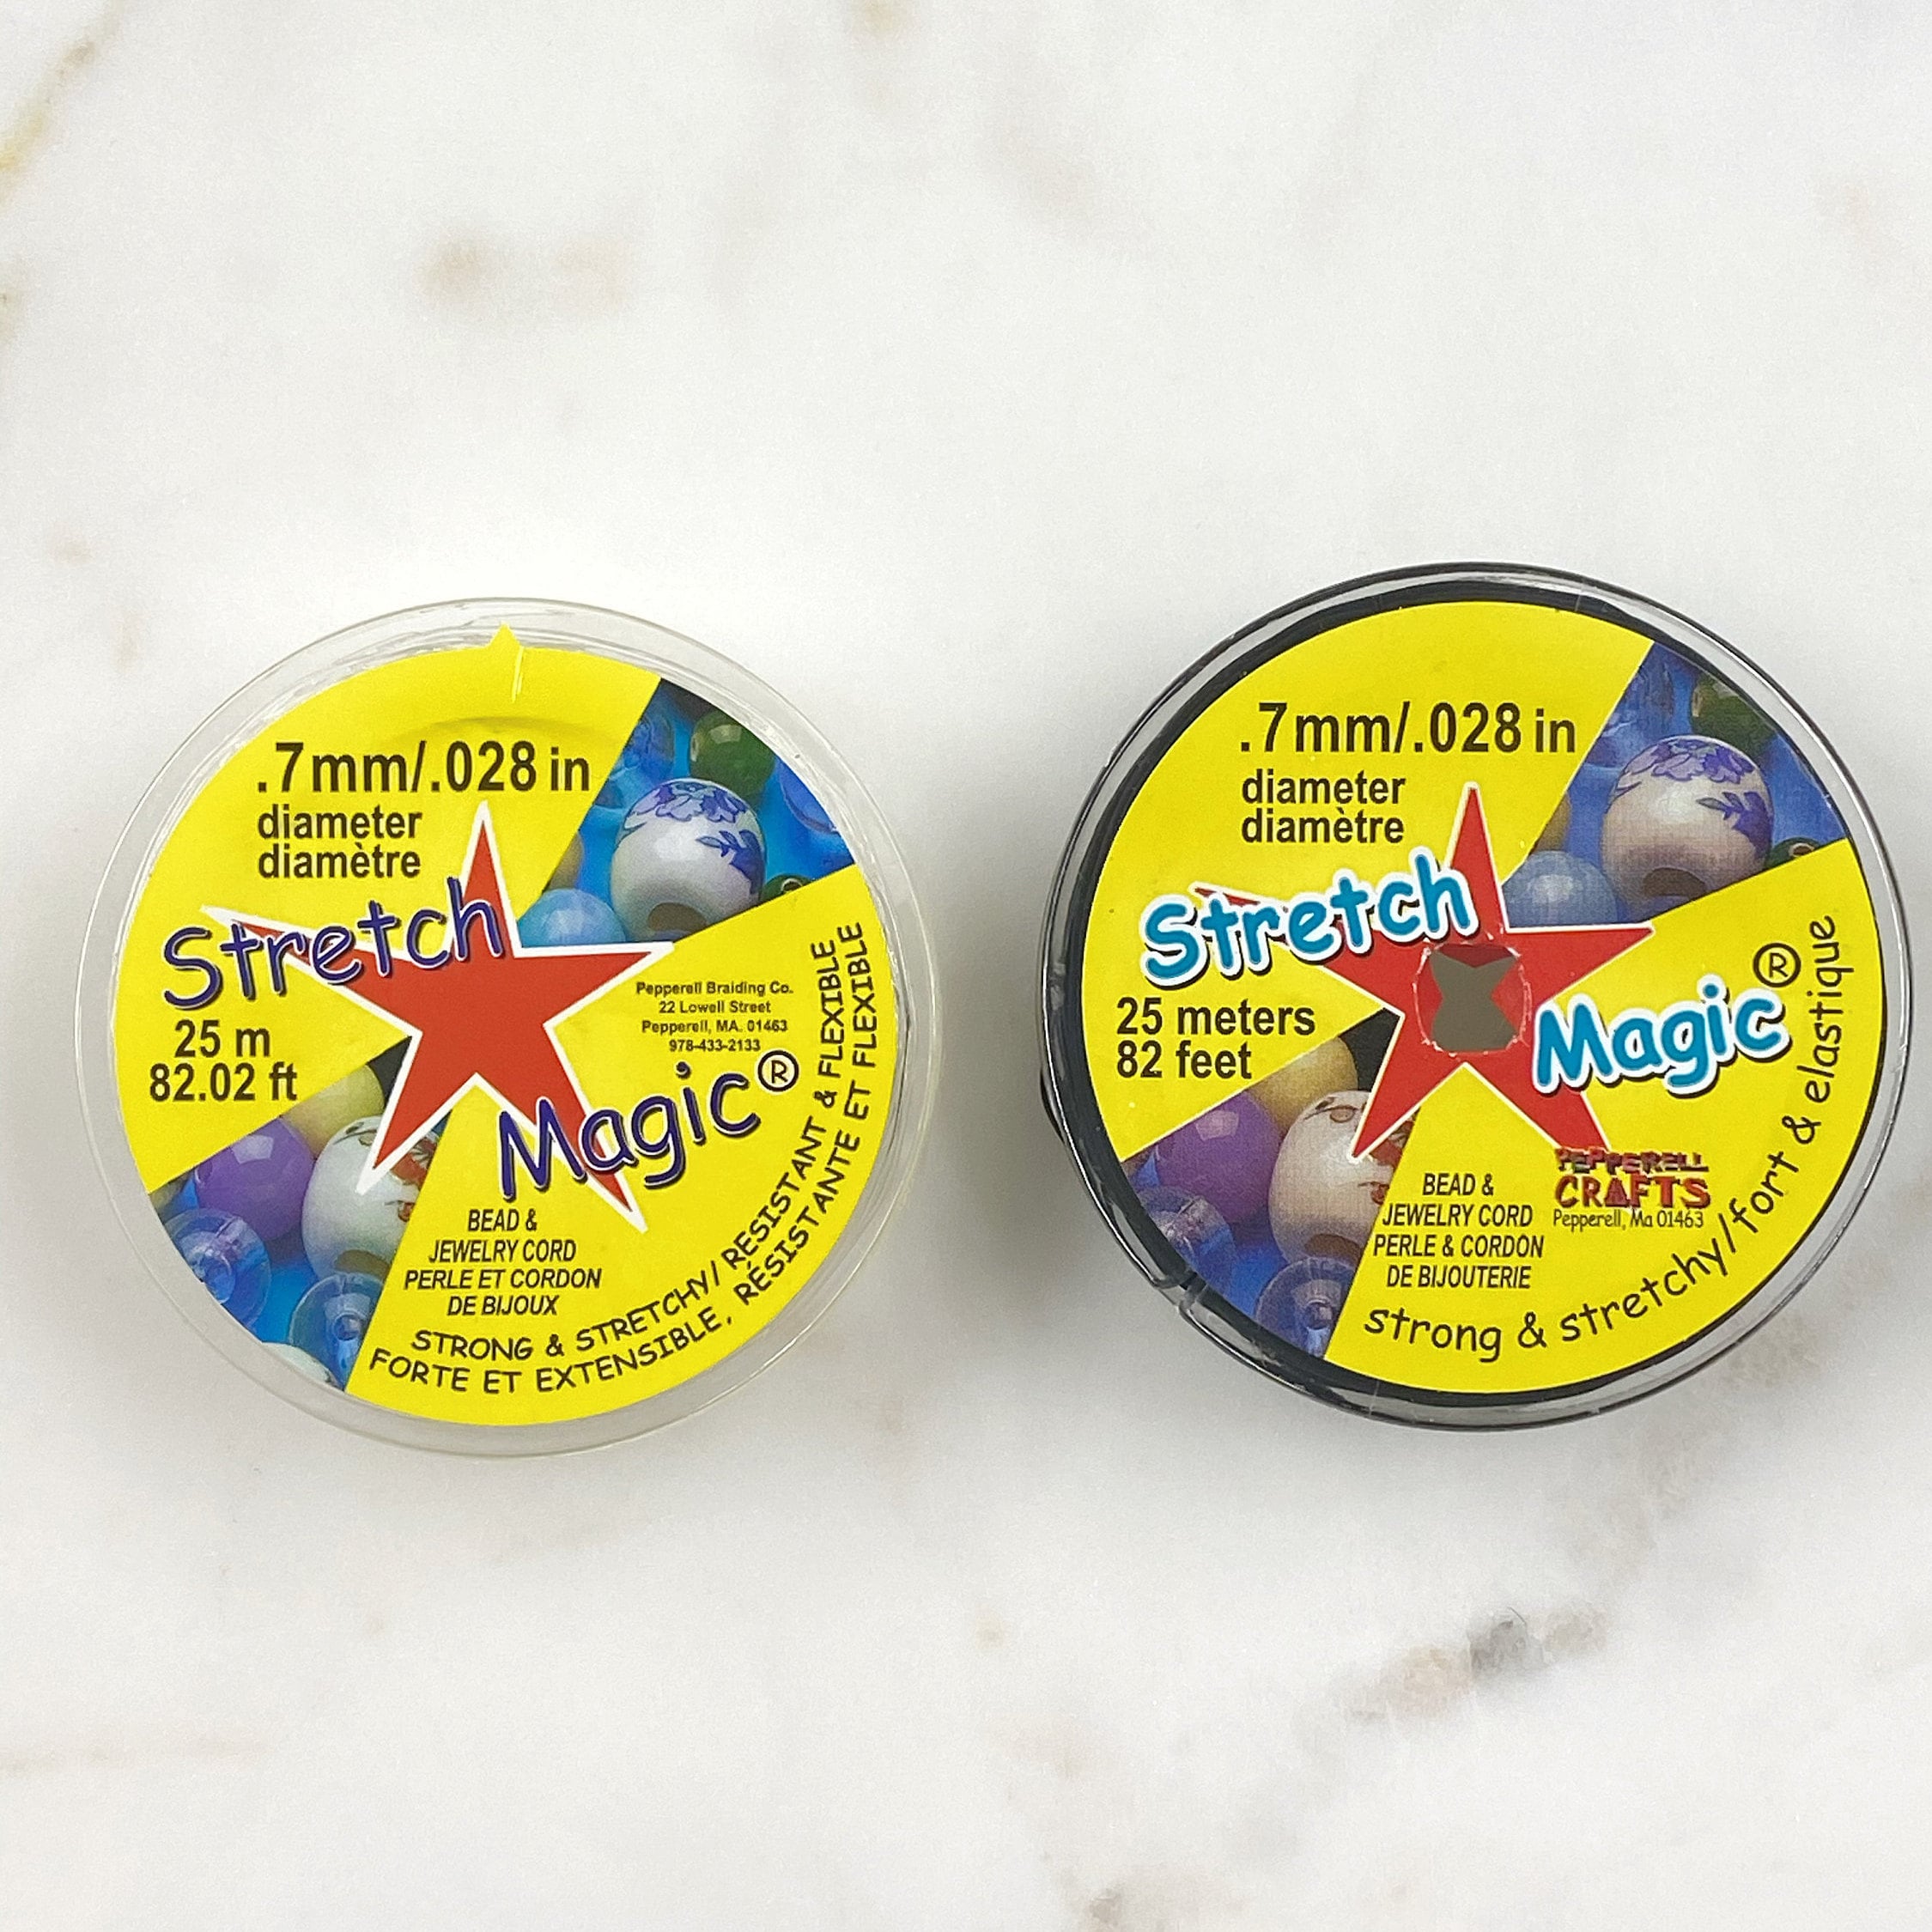 .7mm/.028 in
diameter
diamètre
Stretch
Magic®
25 m
82.02 ft
Pepperell Braiding Co.
22 Lowell Street
Pepperell, MA. 01463
978-433-2133
BEAD &
JEWELRY CORD
PERLE ET CORDON
DE BIJOUX
STRONG & STRETCHY/ RESISTANT & FLEXIBLE
FORTE ET EXTENSIBLE, RÉSISTANTE ET FLEXIBLE
.7mm/.028 in
diameter
diamètre
Stretch
Magic®
25 meters
82 feet
BEAD &
JEWELRY CORD
PERLE & CORDON
DE BIJOUTERIE
PEPPERELL
CRAFTS
Pepperell, Ma 01463
strong & stretchy/fort & elastique